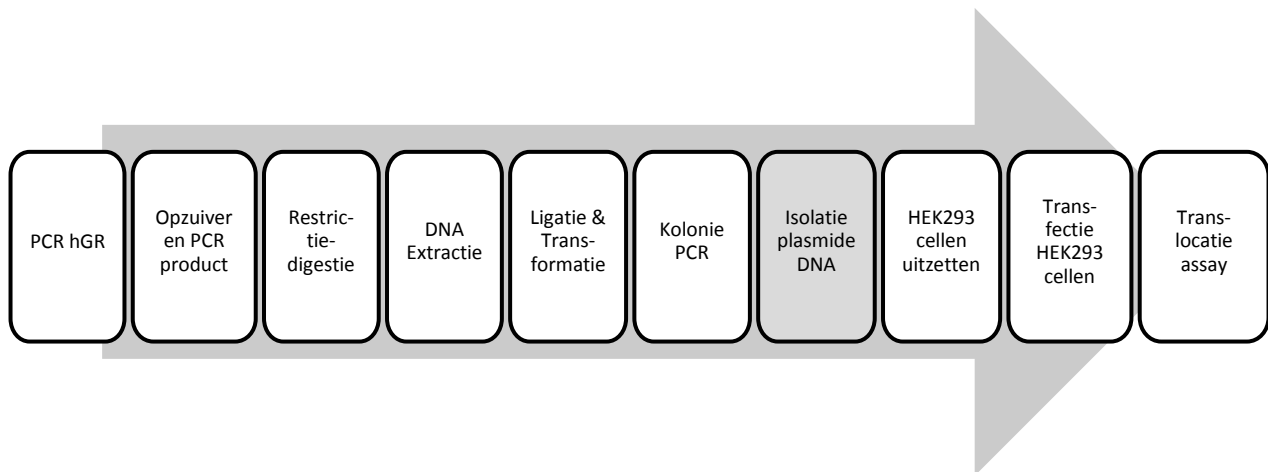 PCR hGR
Opzuiver
en PCR
product
Restric-
tie-
digestie
DNA
Extractie
Ligatie &
Trans-
formatie
Kolonie
PCR
Isolatie
plasmide
DNA
HEK293
cellen
uitzetten
Trans-
fectie
HEK293
cellen
Trans-
locatie
assay